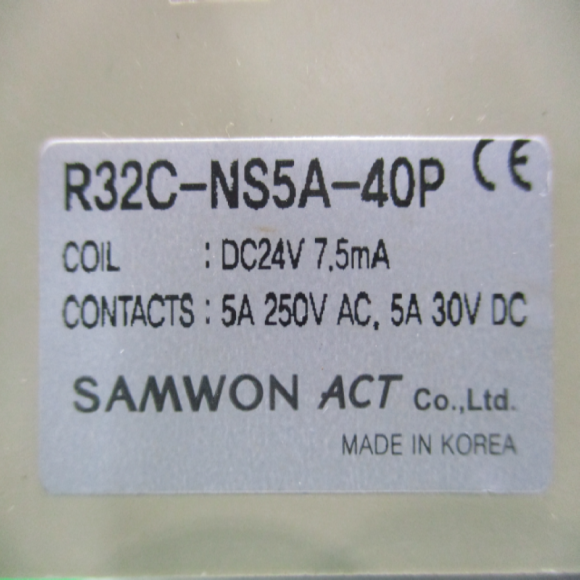 R32C-NS5A-40P CE
COIL : DC24V 7.5mA
CONTACTS : 5A 250V AC, 5A 30V DC
SAMWON ACT Co.,Ltd.
MADE IN KOREA